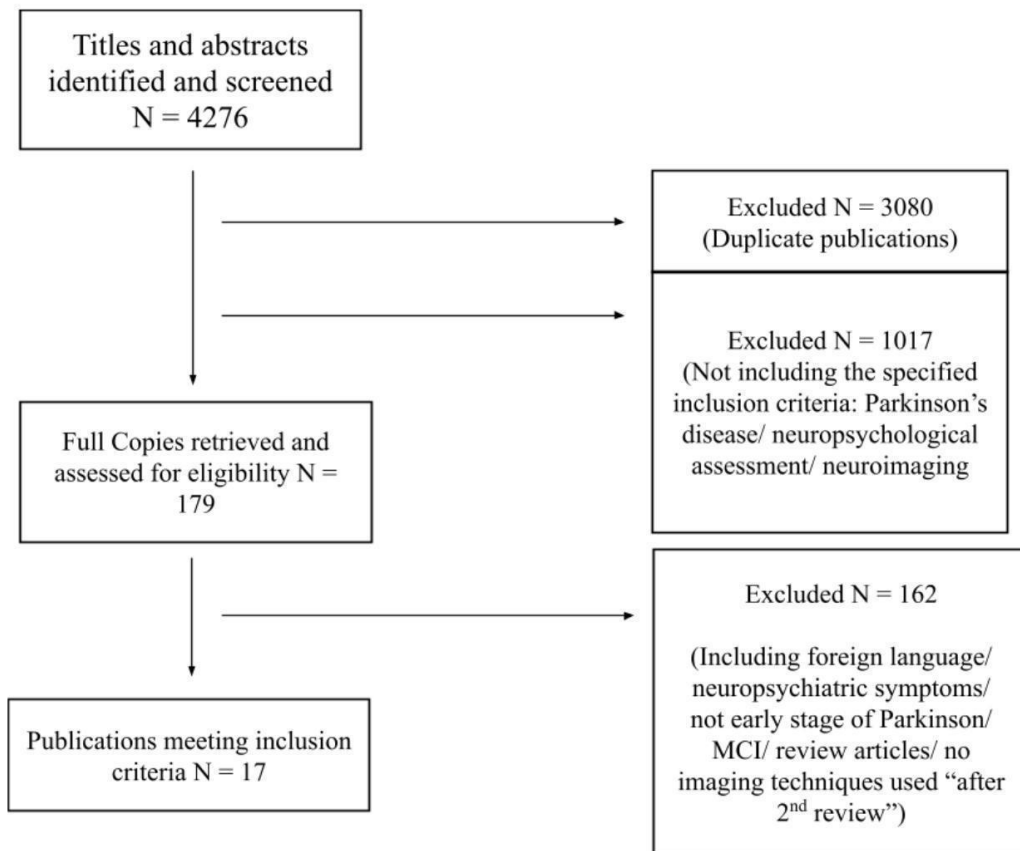 Titles and abstracts
identified and screened
N = 4276
Excluded N = 3080
(Duplicate publications)
Excluded N = 1017
(Not including the specified
inclusion criteria: Parkinson’s
disease/ neuropsychological
assessment/ neuroimaging
Full Copies retrieved and
assessed for eligibility N =
179
Excluded N = 162
(Including foreign language/
neuropsychiatric symptoms/
not early stage of Parkinson/
MCI/ review articles/ no
imaging techniques used “after
2nd review”)
Publications meeting inclusion
criteria N = 17